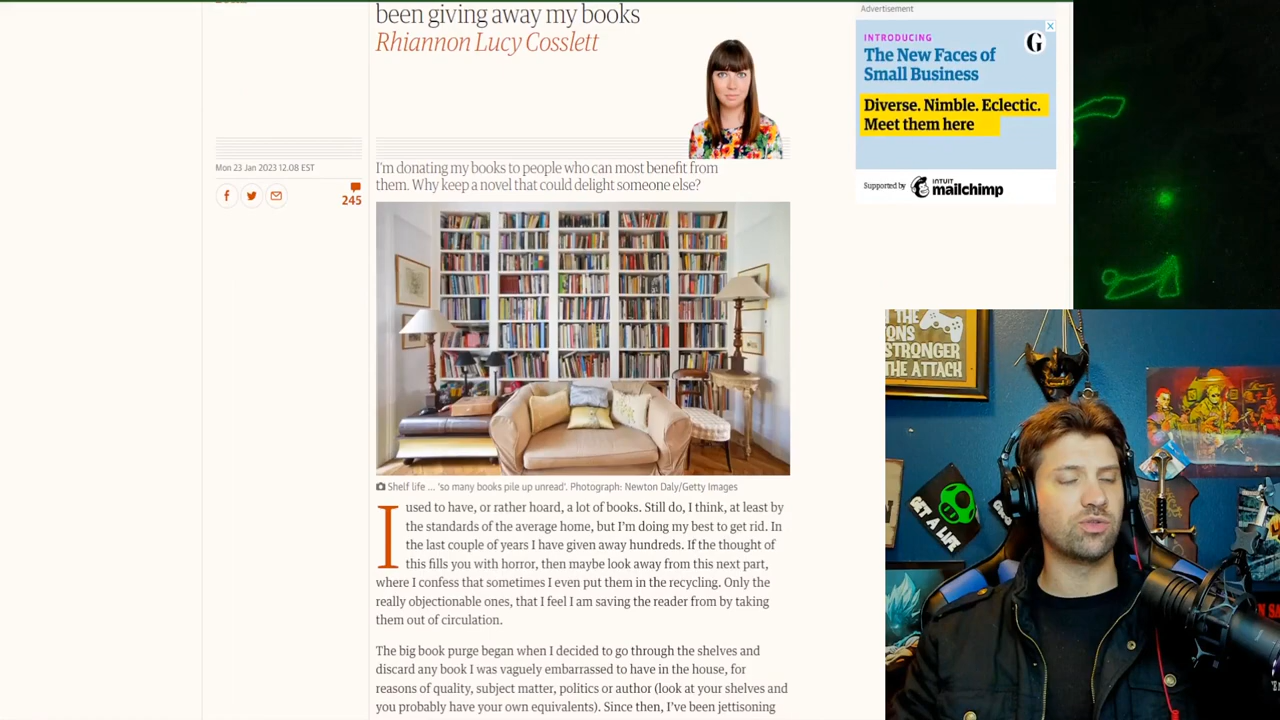 been giving away my books
Rhiannon Lucy Cosslett
Mon 23 Jan 2023 12.08 EST
245
I'm donating my books to people who can most benefit from
them. Why keep a novel that could delight someone else?
Shelf life … 'so many books pile up unread'. Photograph: Newton Daly/Getty Images
I used to have, or rather hoard, a lot of books. Still do, I think, at least by
the standards of the average home, but I'm doing my best to get rid. In
the last couple of years I have given away hundreds. If the thought of
this fills you with horror, then maybe look away from this next part,
where I confess that sometimes I even put them in the recycling. Only the
really objectionable ones, that I feel I am saving the reader from by taking
them out of circulation.
The big book purge began when I decided to go through the shelves and
discard any book I was vaguely embarrassed to have in the house, for
reasons of quality, subject matter, politics or author (look at your shelves and
you probably have your own equivalents). Since then, I've been jettisoning
Advertisement
INTRODUCING
The New Faces of
Small Business
G
Diverse. Nimble. Eclectic.
Meet them here
Supported by
INTUIT
mailchimp
THE
STRONGER
THE ATTACK
GET A LIFE